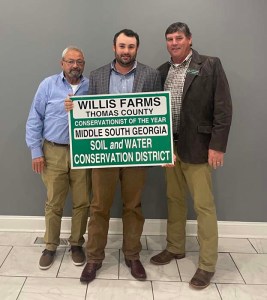 WILLIS FARMS
THOMAS COUNTY
CONSERVATIONIST OF THE YEAR
MIDDLE SOUTH GEORGIA
SOIL and WATER
CONSERVATION DISTRICT